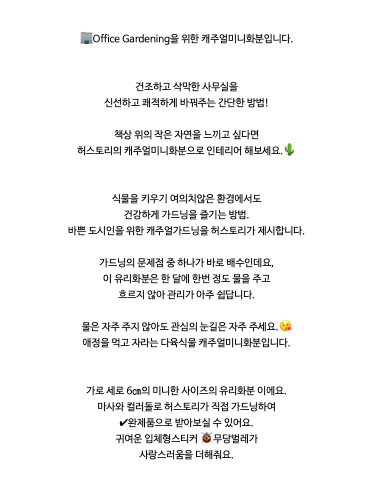 🏢Office Gardening을 위한 캐주얼미니화분입니다.
건조하고 삭막한 사무실을
신선하고 쾌적하게 바꿔주는 간단한 방법!
책상 위의 작은 자연을 느끼고 싶다면
허스토리의 캐주얼미니화분으로 인테리어 해보세요.🌵
식물을 키우기 여의치않은 환경에서도
건강하게 가드닝을 즐기는 방법.
바쁜 도시인을 위한 캐주얼가드닝을 허스토리가 제시합니다.
가드닝의 문제점 중 하나가 바로 배수인데요,
이 유리화분은 한 달에 한번 정도 물을 주고
흐르지 않아 관리가 아주 쉽답니다.
물은 자주 주지 않아도 관심의 눈길은 자주 주세요.😘
애정을 먹고 자라는 다육식물 캐주얼미니화분입니다.
가로 세로 6㎝의 미니한 사이즈의 유리화분 이에요.
마사와 컬러돌로 허스토리가 직접 가드닝하여
✔완제품으로 받아보실 수 있어요.
귀여운 입체형스티커 🐞무당벌레가
사랑스러움을 더해줘요.